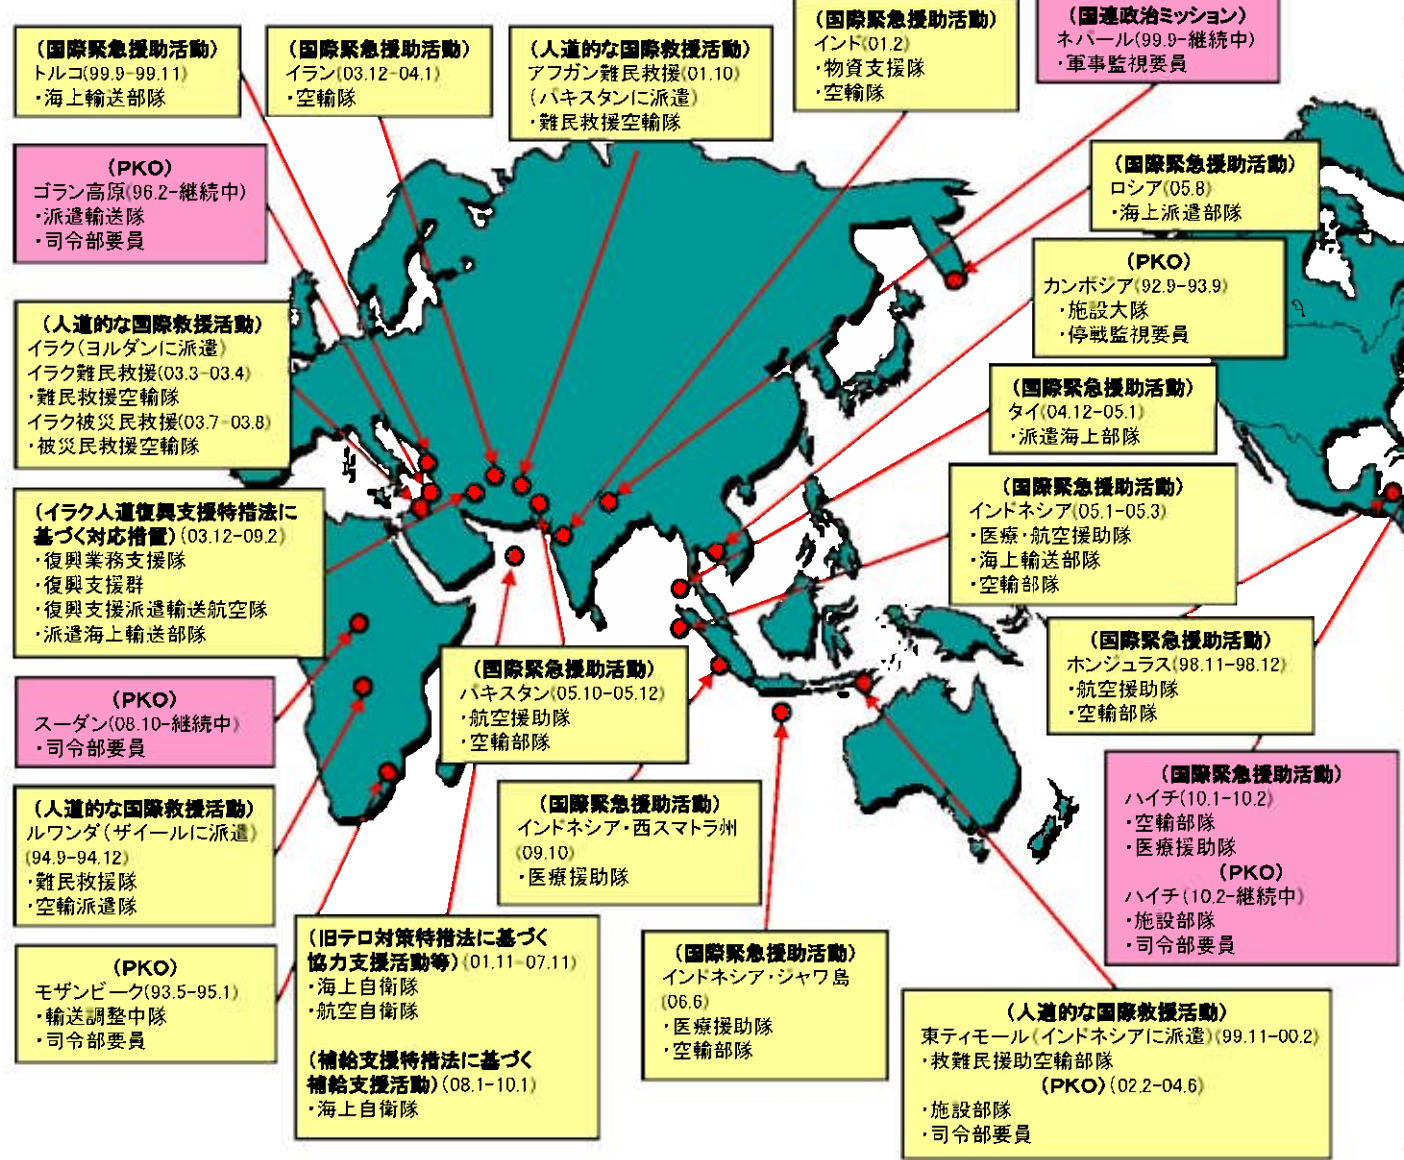 (国際緊急援助活動)
トルコ(99.9-99.11)
・海上輸送部隊
(国際緊急援助活動)
イラン(03.12-04.1)
・空輸隊
(人道的な国際救援活動)
アフガン難民救援(01.10)
(パキスタンに派遣)
・難民救援空輸隊
(国際緊急援助活動)
インド(01.2)
・物資支援隊
・空輸隊
(国連政治ミッション)
ネパール(99.9-継続中)
・軍事監視要員
(PKO)
ゴラン高原(96.2-継続中)
・派遣輸送隊
・司令部要員
(国際緊急援助活動)
ロシア(05.8)
・海上派遣部隊
(PKO)
カンボジア(92.9-93.9)
・施設大隊
・停戦監視要員
(人道的な国際救援活動)
イラク(ヨルダンに派遣)
イラク難民救援(03.3-03.4)
・難民救援空輸隊
イラク被災民救援(03.7-03.8)
・被災民救援空輸隊
(国際緊急援助活動)
タイ(04.12-05.1)
・派遣海上部隊
(国際緊急援助活動)
インドネシア(05.1-05.3)
・医療・航空援助隊
・海上輸送部隊
・空輸部隊
(イラク人道復興支援特措法に
基づく対応措置)(03.12-09.2)
・復興業務支援隊
・復興支援群
・復興支援派遣輸送航空隊
・派遣海上輸送部隊
(国際緊急援助活動)
ホンジュラス(98.11-98.12)
・航空援助隊
・空輸部隊
(国際緊急援助活動)
パキスタン(05.10-05.12)
・航空援助隊
・空輸部隊
(PKO)
スーダン(08.10-継続中)
・司令部要員
(国際緊急援助活動)
ハイチ(10.1-10.2)
・空輸部隊
・医療援助隊
(PKO)
ハイチ(10.2-継続中)
・施設部隊
・司令部要員
(国際緊急援助活動)
インドネシア・西スマトラ州
(09.10)
・医療援助隊
(人道的な国際救援活動)
ルワンダ(ザイールに派遣)
(94.9-94.12)
・難民救援隊
・空輸派遣隊
(旧テロ対策特措法に基づく
協力支援活動等)(01.11-07.11)
・海上自衛隊
・航空自衛隊
(補給支援特措法に基づく
補給支援活動)(08.1-10.1)
・海上自衛隊
(国際緊急援助活動)
インドネシア・ジャワ島
(06.6)
・医療援助隊
・空輸部隊
(PKO)
モザンビーク(93.5-95.1)
・輸送調整中隊
・司令部要員
(人道的な国際救援活動)
東ティモール(インドネシアに派遣)(99.11-00.2)
・救難民援助空輸部隊
(PKO)(02.2-04.6)
・施設部隊
・司令部要員